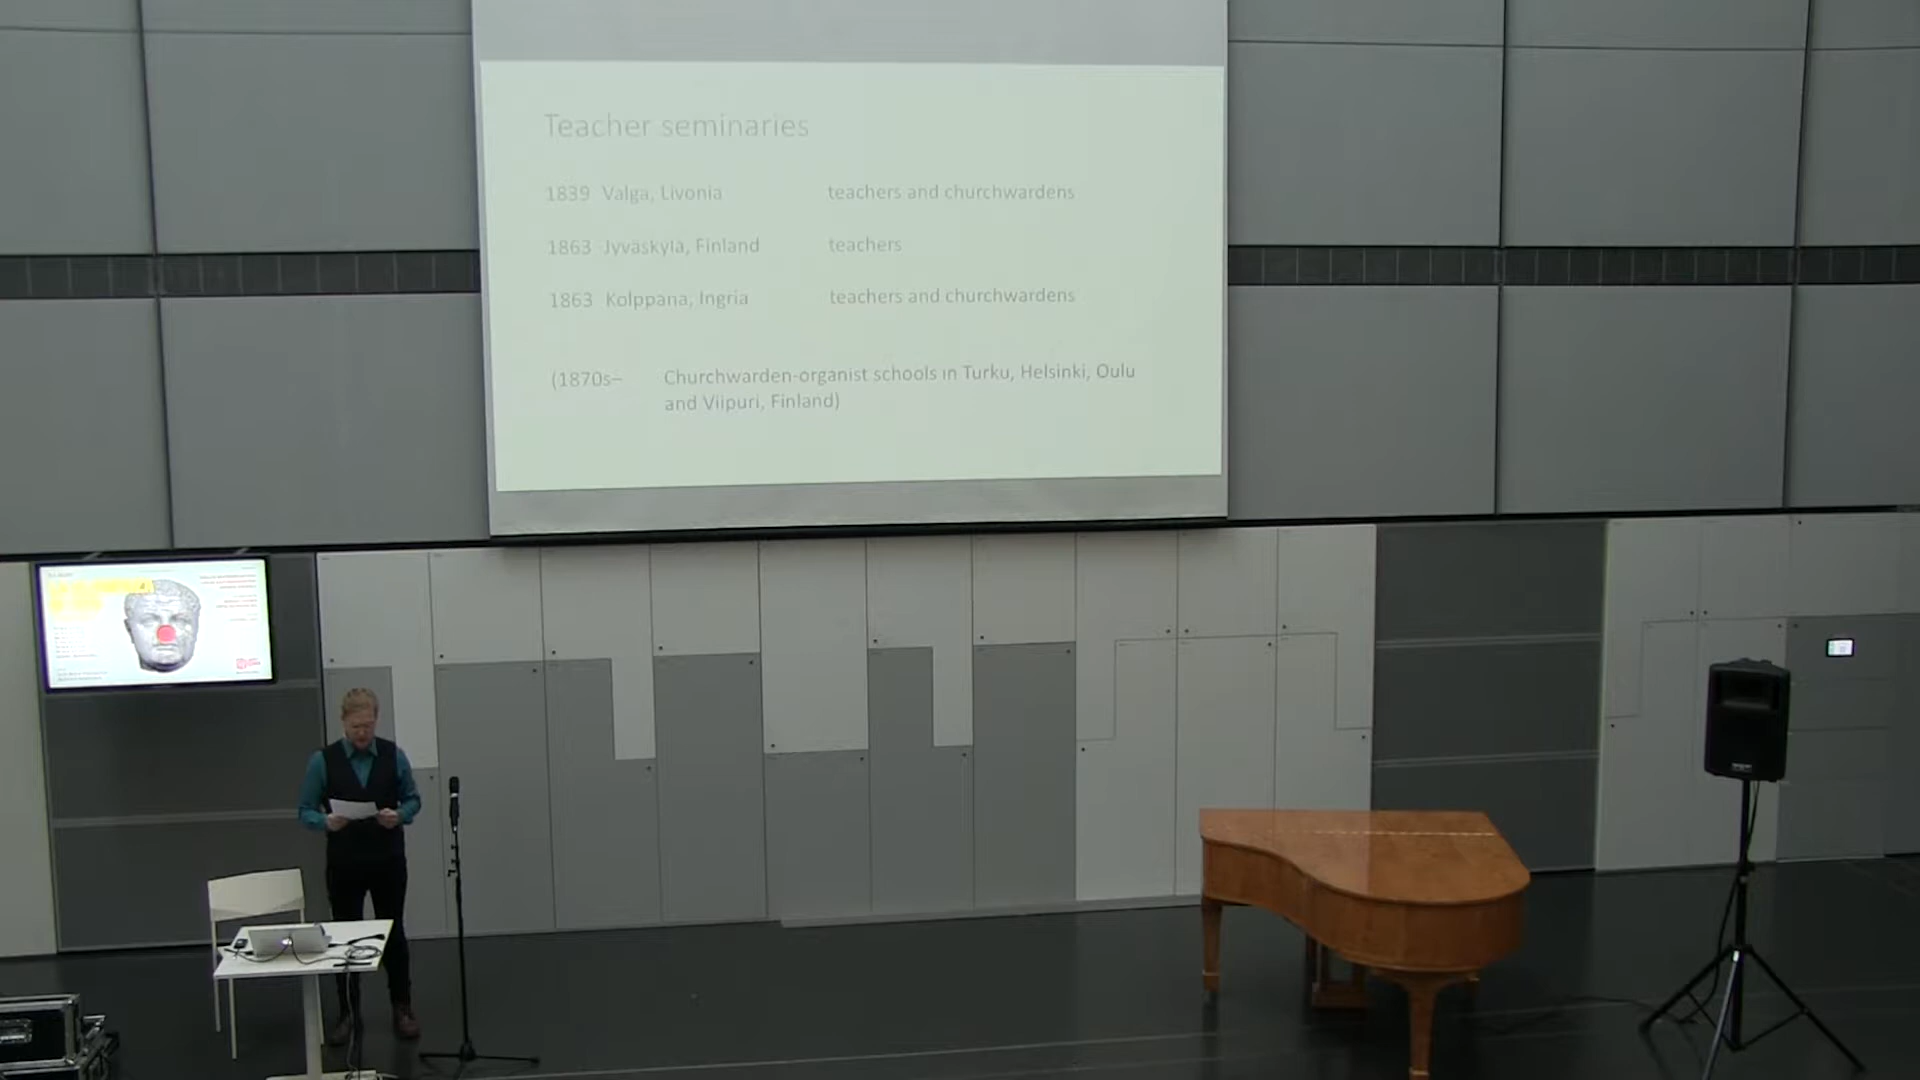 Teacher seminaries
1839 Valga, Livonia teachers and churchwardens
1863 Jyväskylä, Finland teachers
1863 Kolppana, Ingria teachers and churchwardens
(1870s– Churchwarden-organist schools in Turku, Helsinki, Oulu
and Viipuri, Finland)